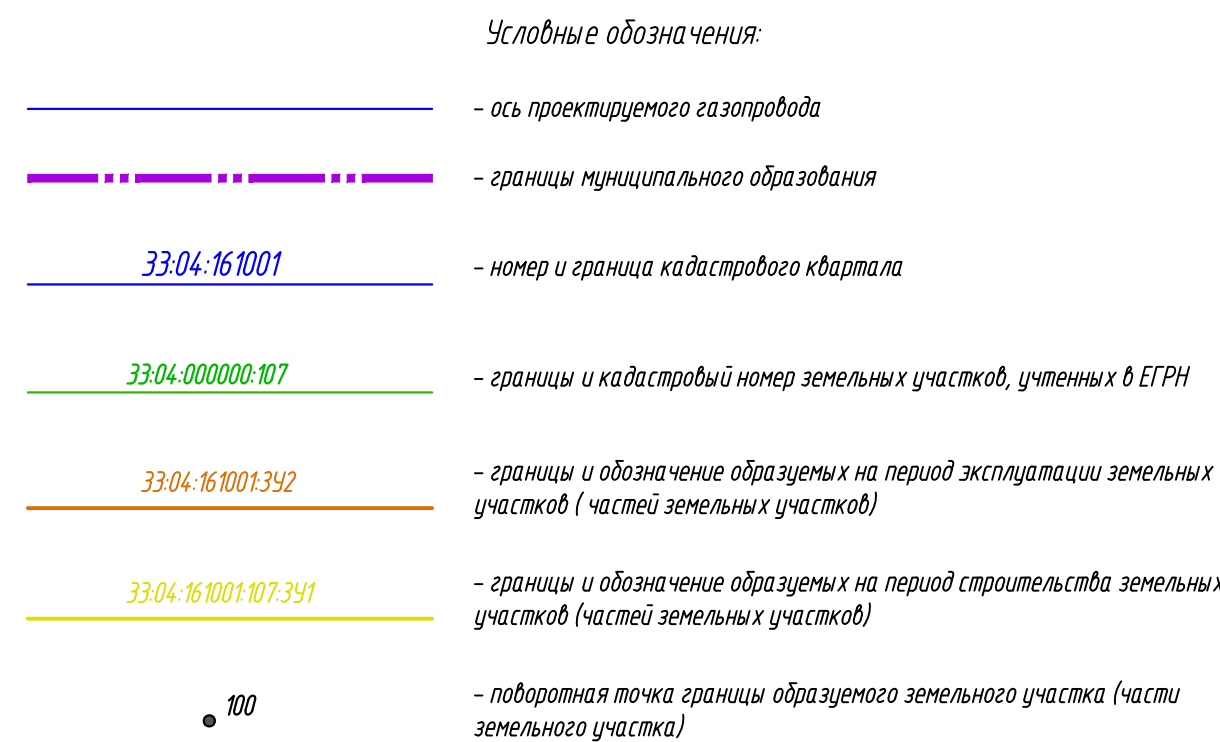 Условные обозначения:
- ось проектируемого газопровода
- границы муниципального образования
33:04:161001
- номер и граница кадастрового квартала
33:04:000000:107
- границы и кадастровый номер земельных участков, учтенных в ЕГРН
33:04:161001:ЗУ2
- границы и обозначение образуемых на период эксплуатации земельных
участков ( частей земельных участков)
33:04:161001:107:ЗУ1
- границы и обозначение образуемых на период строительства земельных
участков (частей земельных участков)
100
- поворотная точка границы образуемого земельного участка (части
земельного участка)